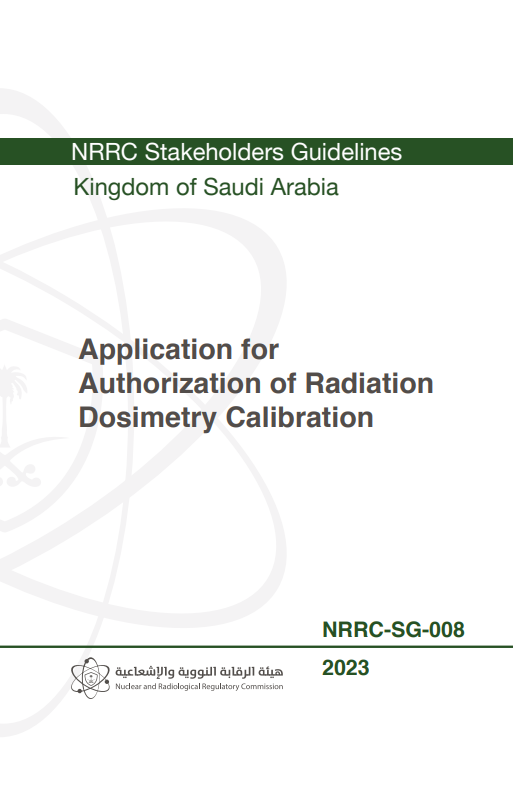 NRRC Stakeholders Guidelines
Kingdom of Saudi Arabia
Application for
Authorization of Radiation
Dosimetry Calibration
NRRC-SG-008
2023
هيئة الرقابة النووية والإشعاعية
Nuclear and Radiological Regulatory Commission